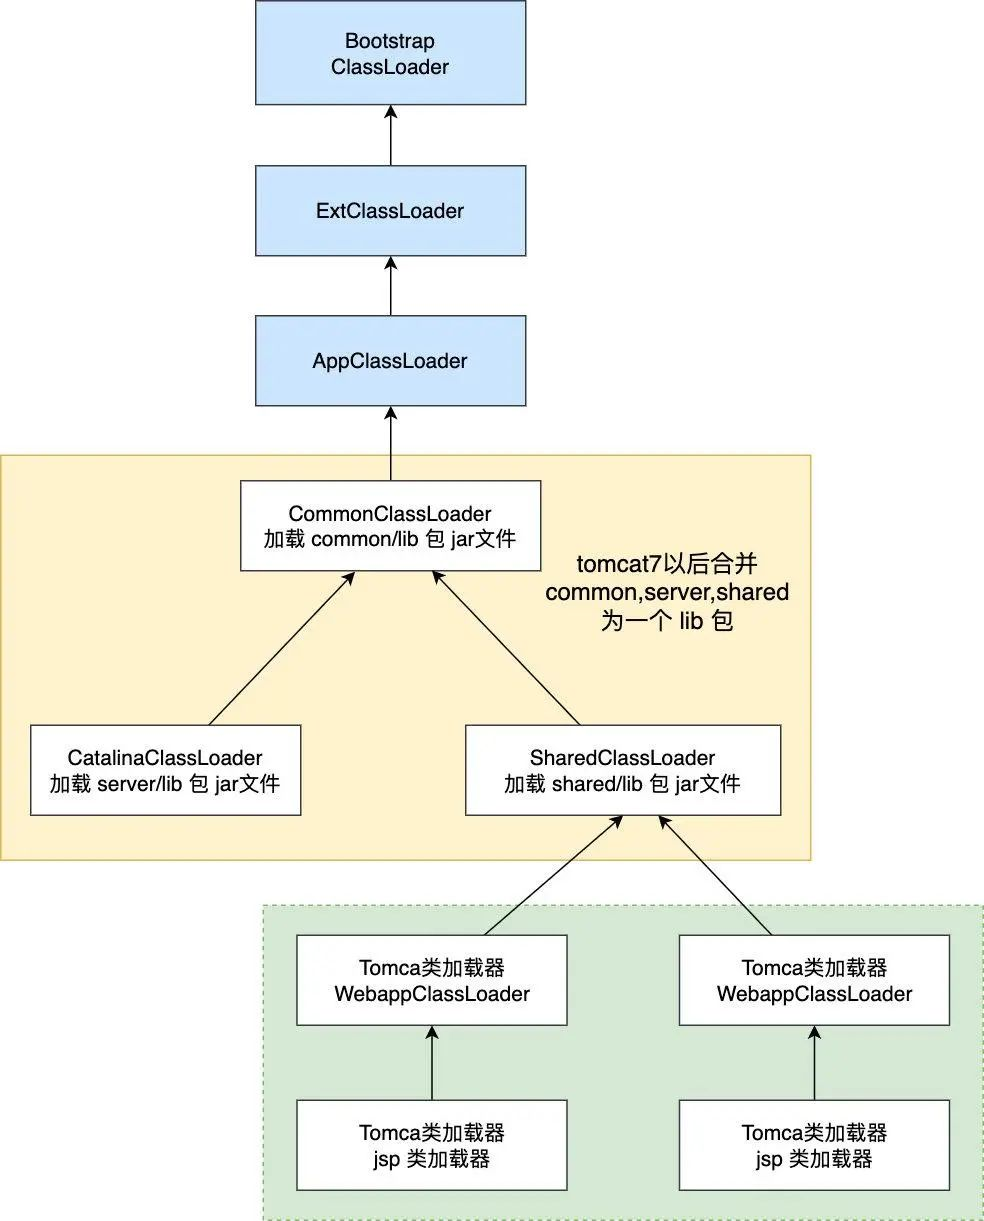 Bootstrap
ClassLoader
ExtClassLoader
AppClassLoader
CommonClassLoader
加载 common/lib 包 jar文件
tomcat7以后合并
common,server,shared
为一个 lib 包
CatalinaClassLoader
加载 server/lib 包 jar文件
SharedClassLoader
加载 shared/lib 包 jar文件
Tomca类加载器
WebappClassLoader
Tomca类加载器
WebappClassLoader
Tomca类加载器
jsp 类加载器
Tomca类加载器
jsp 类加载器